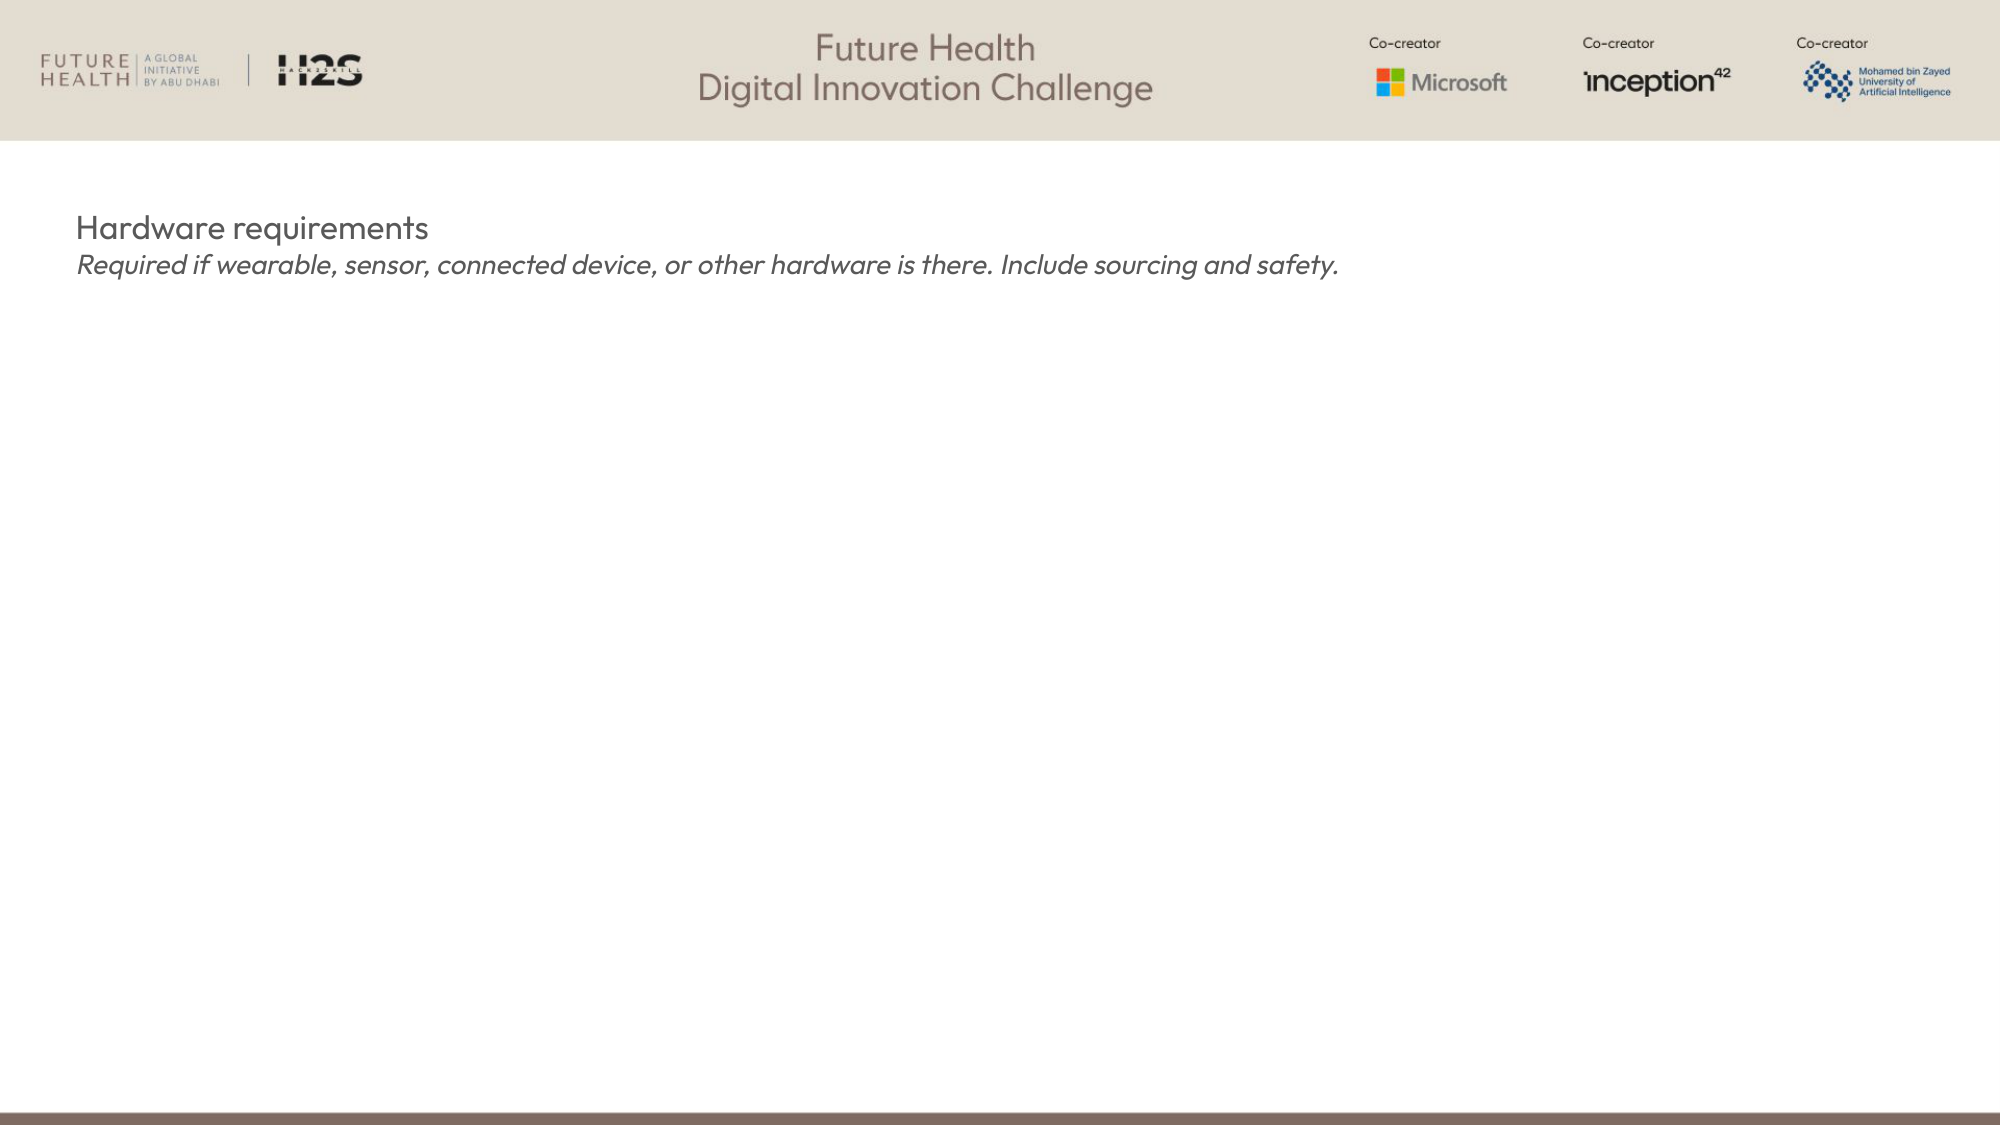 FUTURE
HEALTH
A GLOBAL
INITIATIVE
BY ABU DHABI
H2S
HACK2SKILL
Future Health
Digital Innovation Challenge
Co-creator
Microsoft
Co-creator
inception42
Co-creator
Mohamed bin Zayed
University of
Artificial Intelligence
Hardware requirements
Required if wearable, sensor, connected device, or other hardware is there. Include sourcing and safety.